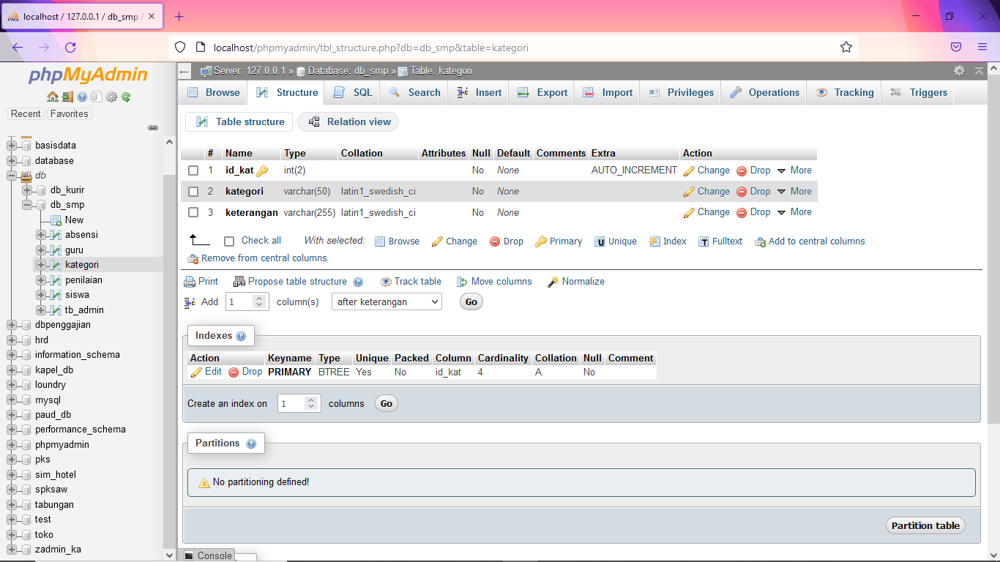 localhost / 127.0.0.1 / db_smp /
localhost/phpmyadmin/tbl_structure.php?db=db_smp&table=kategori
phpMyAdmin
Recent Favorites
basisdata
database
db
db_kurir
db_smp
New
absensi
guru
kategori
penilaian
siswa
tb_admin
dbpenggajian
hrd
information_schema
kapel_db
loundry
mysql
paud_db
performance_schema
phpmyadmin
pks
sim_hotel
spksaw
tabungan
test
toko
zadmin_ka
Server: 127.0.0.1 » Database: db_smp » Table: kategori
Browse Structure SQL Search Insert Export Import Privileges Operations Tracking Triggers
Table structure Relation view
# Name Type Collation Attributes Null Default Comments Extra Action
1 id_kat int(2) No None AUTO_INCREMENT Change Drop More
2 kategori varchar(50) latin1_swedish_ci No None Change Drop More
3 keterangan varchar(255) latin1_swedish_ci No None Change Drop More
Check all With selected: Browse Change Drop Primary Unique Index Fulltext Add to central columns
Remove from central columns
Print Propose table structure Track table Move columns Normalize
Add 1 column(s) after keterangan Go
Indexes
Action Keyname Type Unique Packed Column Cardinality Collation Null Comment
Edit Drop PRIMARY BTREE Yes No id_kat 4 A No
Create an index on 1 columns Go
Partitions
No partitioning defined!
Partition table
Console